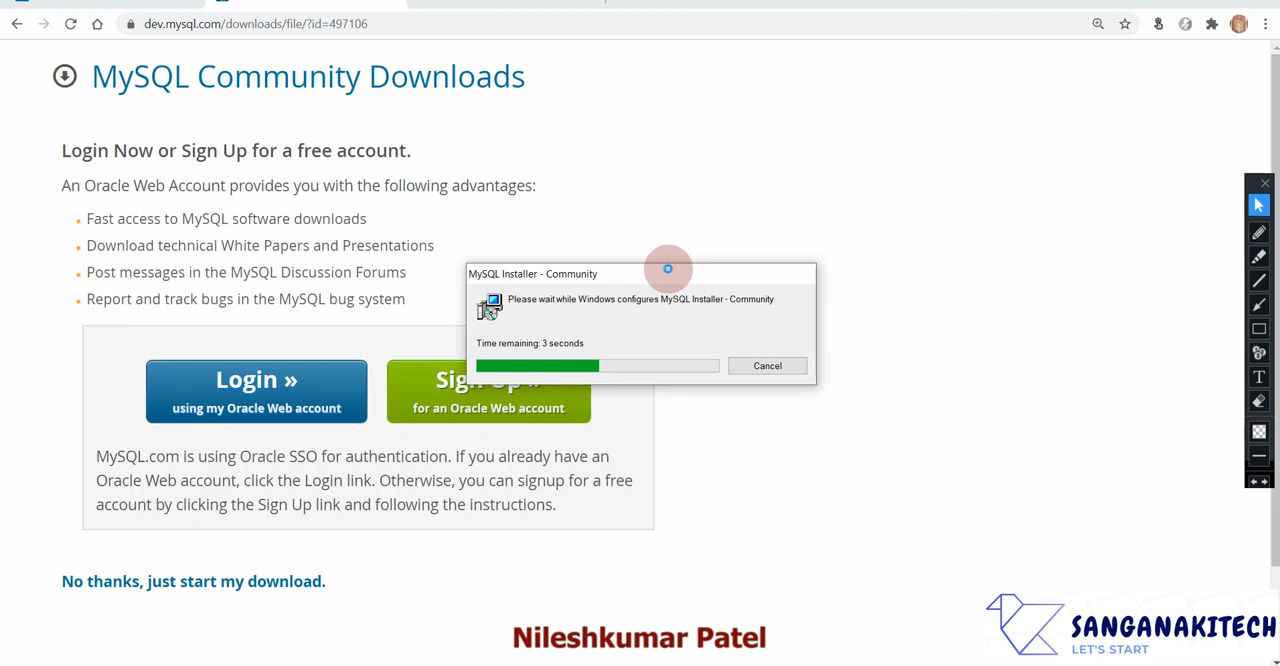 dev.mysql.com/downloads/file/?id=497106
MySQL Community Downloads
Login Now or Sign Up for a free account.
An Oracle Web Account provides you with the following advantages:
Fast access to MySQL software downloads
Download technical White Papers and Presentations
Post messages in the MySQL Discussion Forums
Report and track bugs in the MySQL bug system
MySQL Installer - Community
Please wait while Windows configures MySQL Installer - Community
Time remaining: 3 seconds
Cancel
Login »
using my Oracle Web account
Sign Up »
for an Oracle Web account
MySQL.com is using Oracle SSO for authentication. If you already have an
Oracle Web account, click the Login link. Otherwise, you can signup for a free
account by clicking the Sign Up link and following the instructions.
No thanks, just start my download.
Nileshkumar Patel
SANGANAKITECH
LET'S START
T